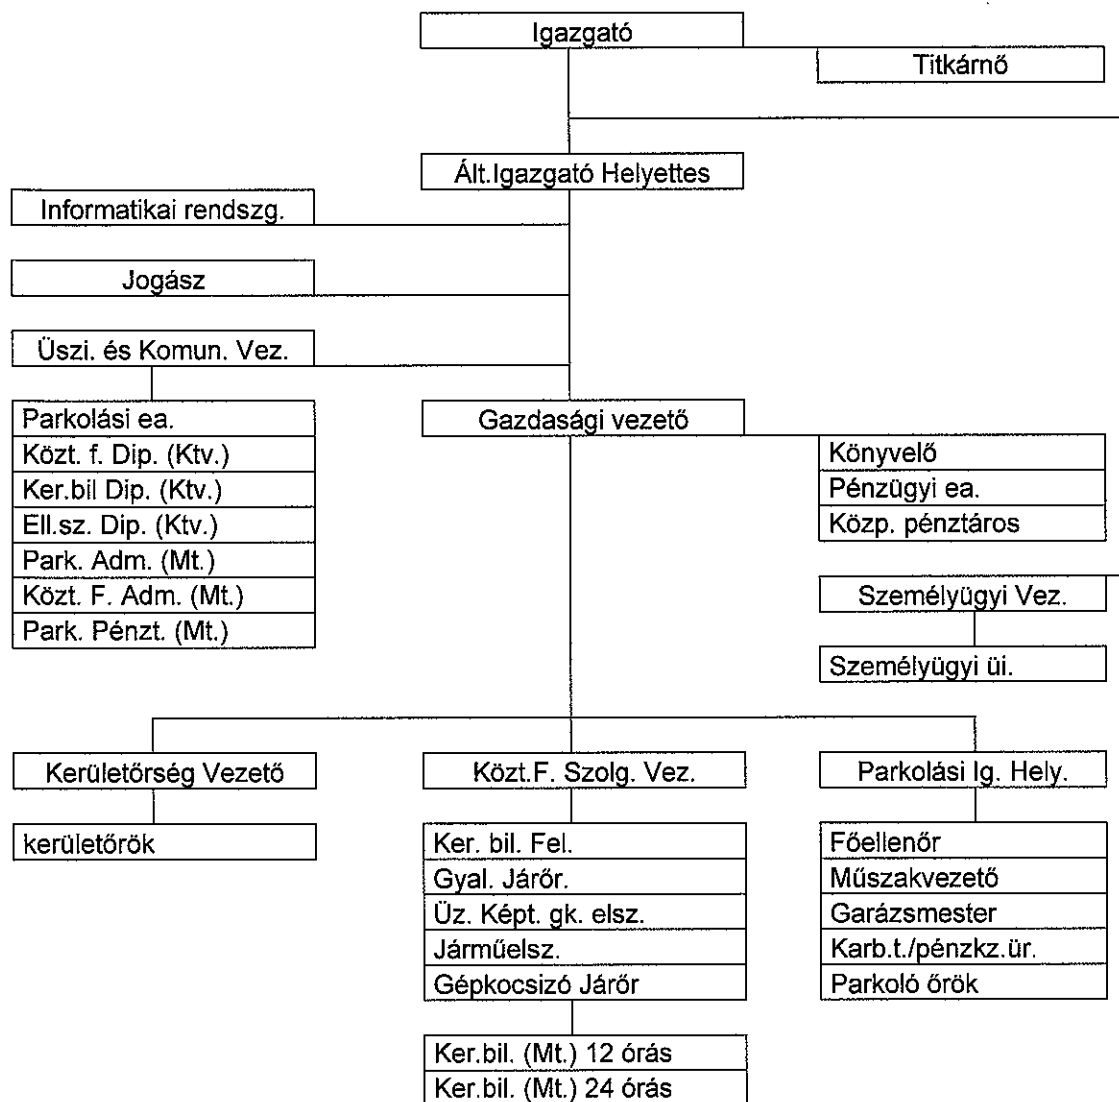 Igazgató
Titkárnő
Ált.Igazgató Helyettes
Informatikai rendszg.
Jogász
Üszi. és Komun. Vez.
Parkolási ea.
Közt. f. Dip. (Ktv.)
Ker.bil Dip. (Ktv.)
Ell.sz. Dip. (Ktv.)
Park. Adm. (Mt.)
Közt. F. Adm. (Mt.)
Park. Pénzt. (Mt.)
Gazdasági vezető
Könyvelő
Pénzügyi ea.
Közp. pénztáros
Személyügyi Vez.
Személyügyi üi.
Kerületőrség Vezető
kerületőrök
Közt.F. Szolg. Vez.
Ker. bil. Fel.
Gyal. Járőr.
Üz. Képt. gk. elsz.
Járműelsz.
Gépkocsizó Járőr
Ker.bil. (Mt.) 12 órás
Ker.bil. (Mt.) 24 órás
Parkolási Ig. Hely.
Főellenőr
Műszakvezető
Garázsmester
Karb.t./pénzkz.ür.
Parkoló őrök